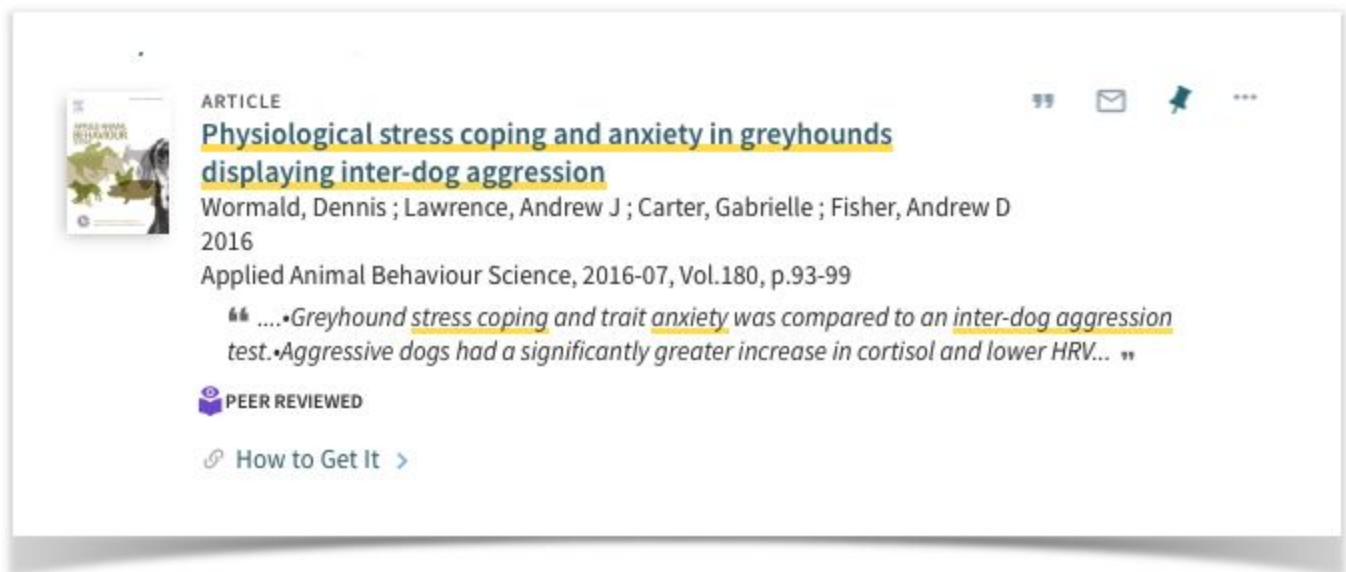 ARTICLE
Physiological stress coping and anxiety in greyhounds
displaying inter-dog aggression
Wormald, Dennis ; Lawrence, Andrew J ; Carter, Gabrielle ; Fisher, Andrew D
2016
Applied Animal Behaviour Science, 2016-07, Vol.180, p.93-99
“ ....•Greyhound stress coping and trait anxiety was compared to an inter-dog aggression
test.•Aggressive dogs had a significantly greater increase in cortisol and lower HRV... ”
PEER REVIEWED
How to Get It >
BEHAVIOUR